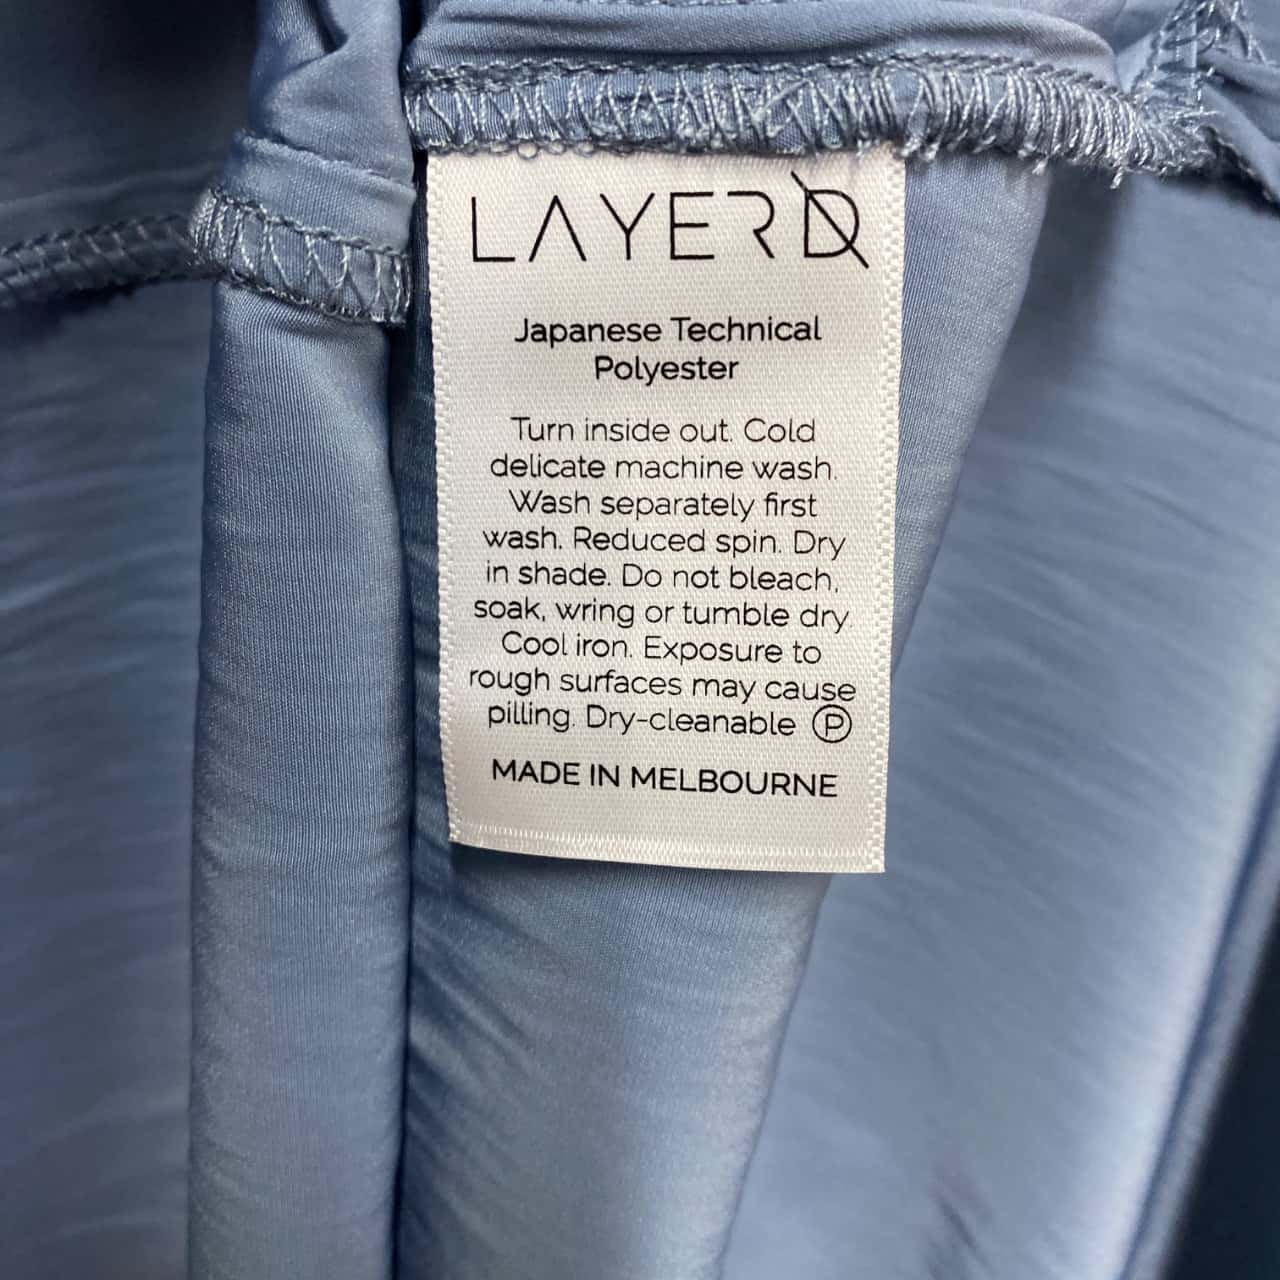 LAYER'D
Japanese Technical
Polyester
Turn inside out. Cold
delicate machine wash.
Wash separately first
wash. Reduced spin. Dry
in shade. Do not bleach,
soak, wring or tumble dry.
Cool iron. Exposure to
rough surfaces may cause
pilling. Dry-cleanable Ⓟ
MADE IN MELBOURNE